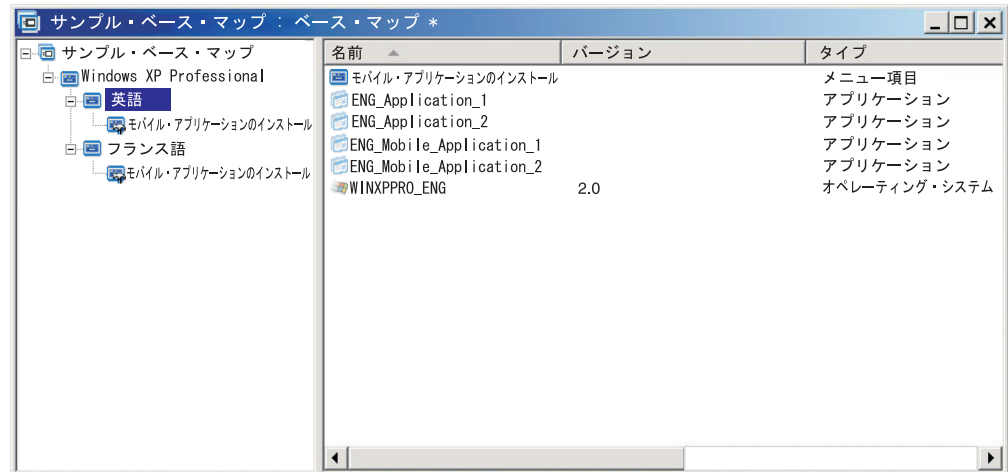 サンプル・ベース・マップ : ベース・マップ *
サンプル・ベース・マップ
Windows XP Professional
英語
モバイル・アプリケーションのインストール
フランス語
モバイル・アプリケーションのインストール
名前 バージョン タイプ
モバイル・アプリケーションのインストール メニュー項目
ENG_Application_1 アプリケーション
ENG_Application_2 アプリケーション
ENG_Mobile_Application_1 アプリケーション
ENG_Mobile_Application_2 アプリケーション
WINXPPRO_ENG 2.0 オペレーティング・システム